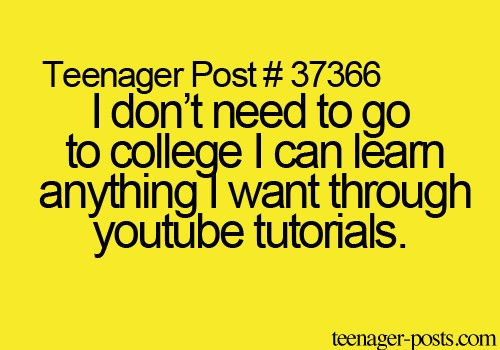 Teenager Post # 37366
I don't need to go
to college I can learn
anything I want through
youtube tutorials.
teenager-posts.com